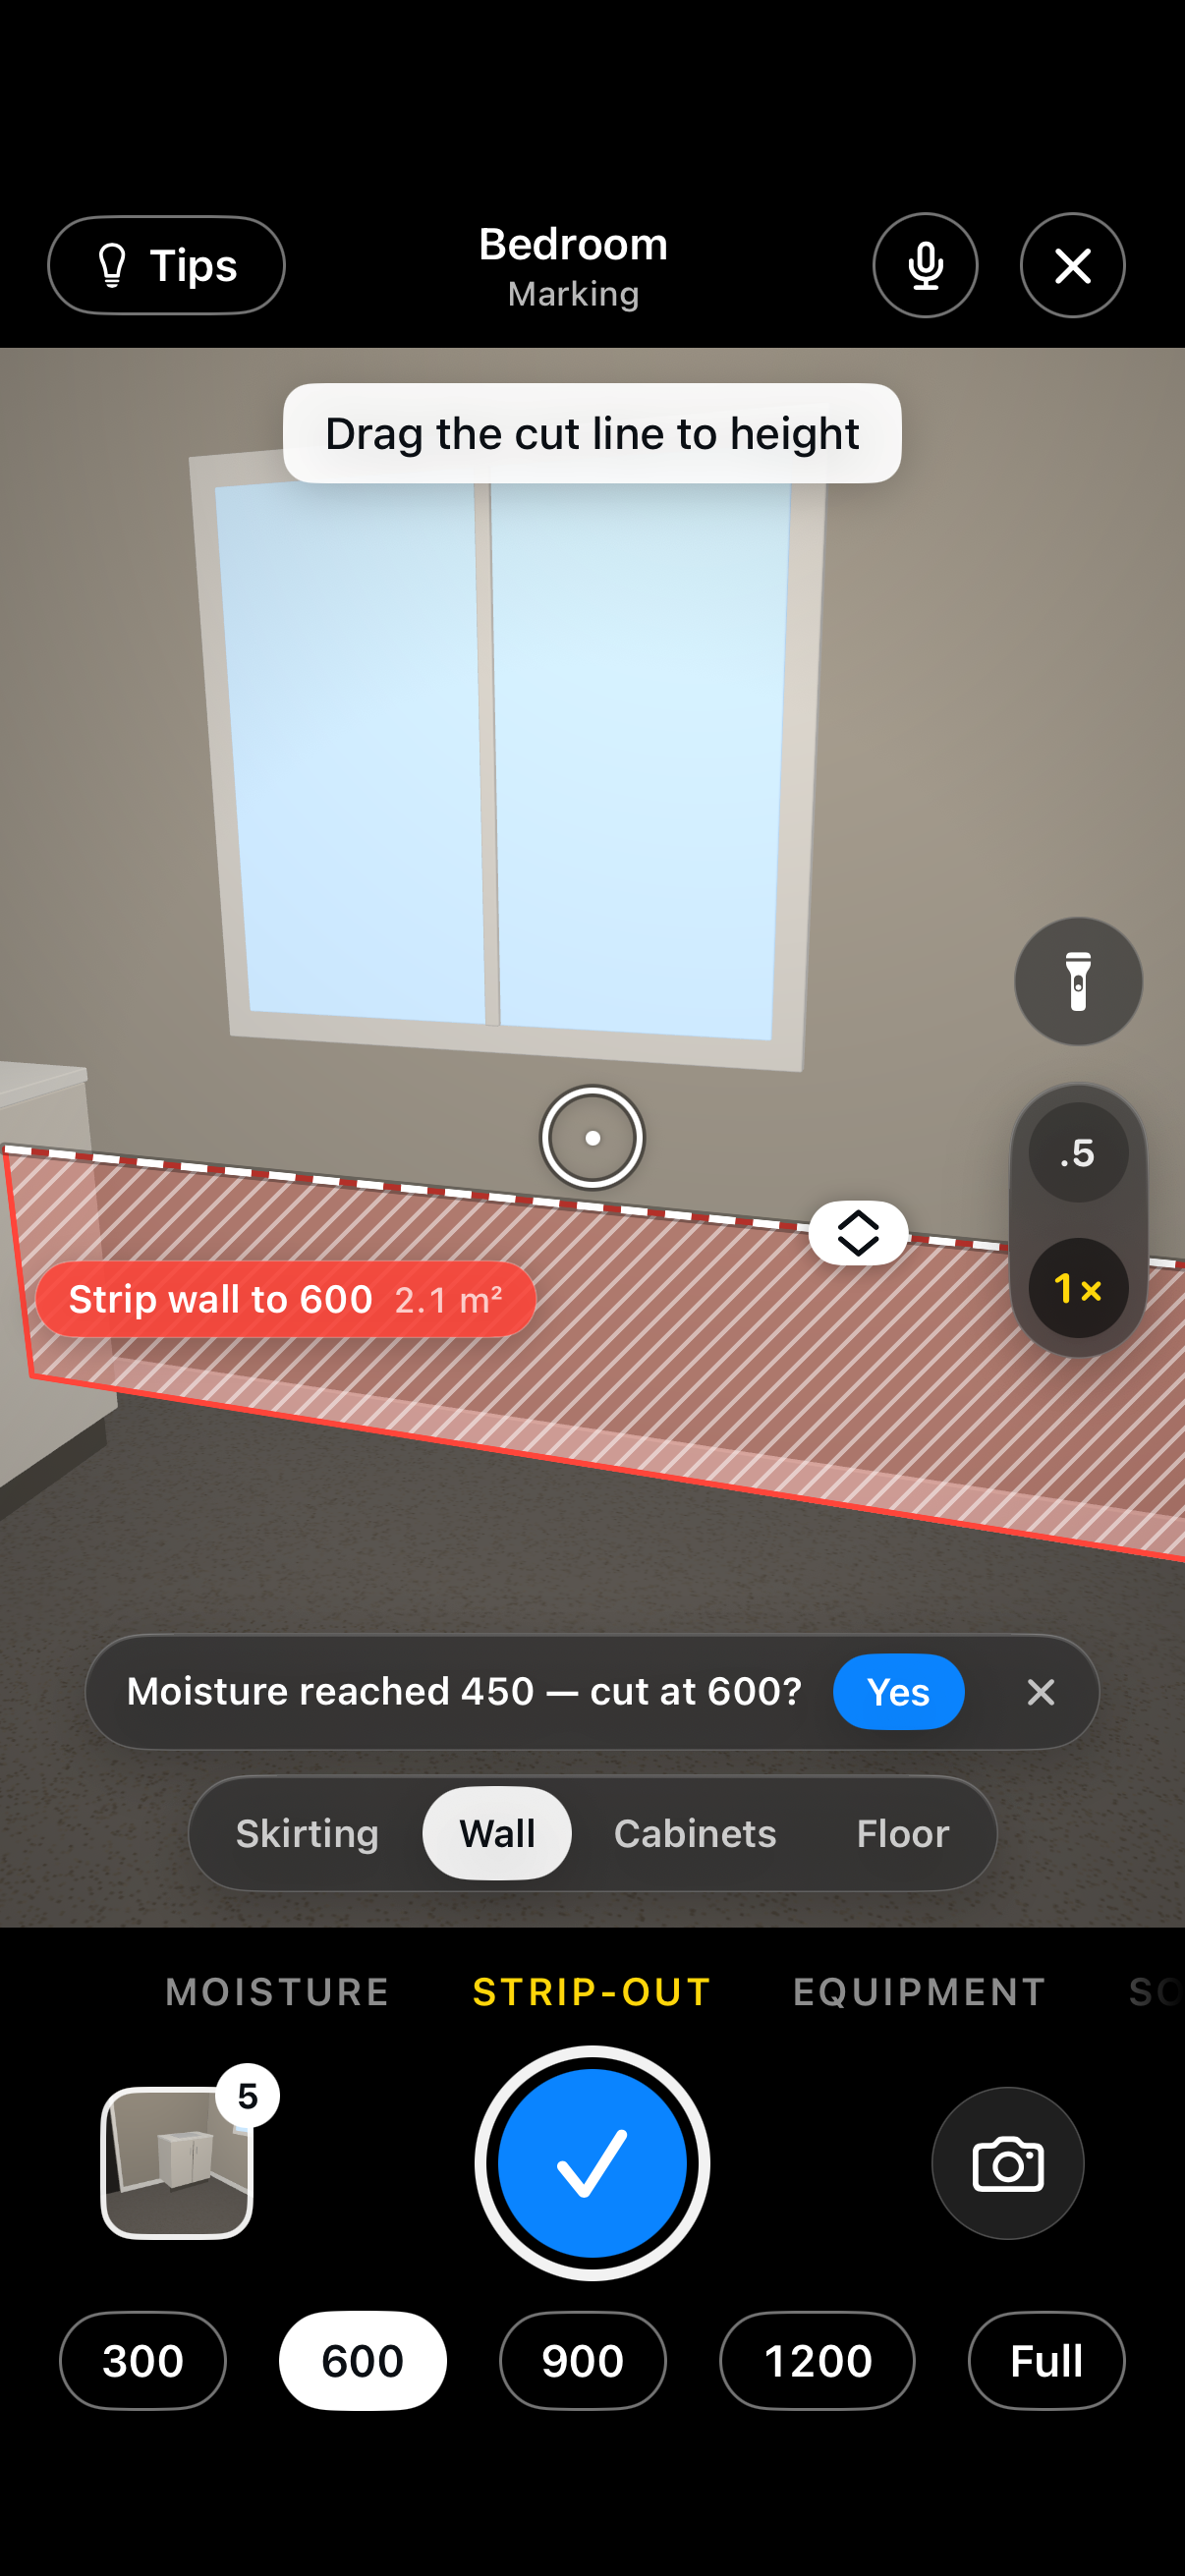 Tips
Bedroom
Marking
Drag the cut line to height
.5
1×
Strip wall to 600 2.1 m²
Moisture reached 450 — cut at 600? Yes
Skirting Wall Cabinets Floor
MOISTURE STRIP-OUT EQUIPMENT
5
300 600 900 1200 Full